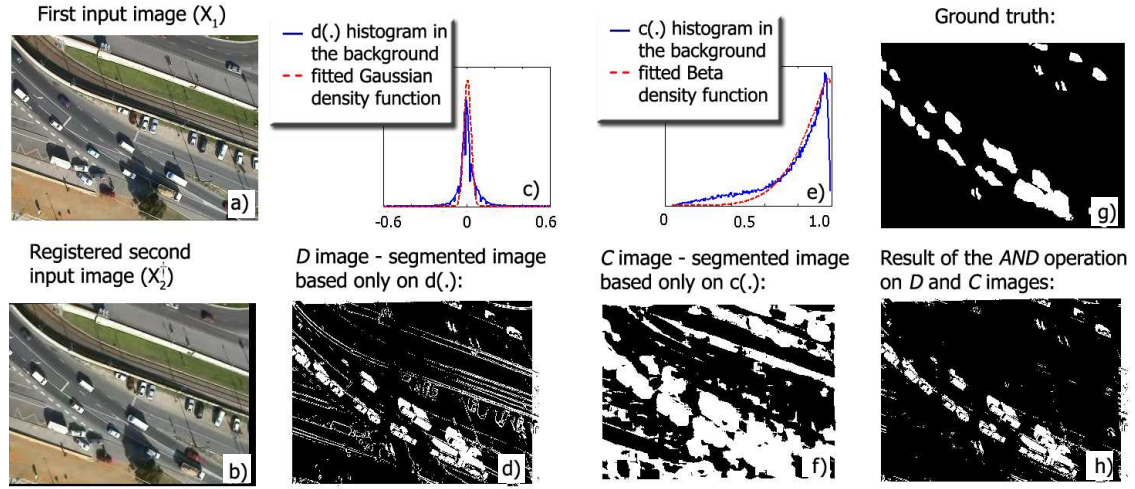 First input image (X1)
a)
Registered second
input image (X2)
b)
d(.) histogram in
the background
fitted Gaussian
density function
c)
-0.6 0 0.6
D image - segmented image
based only on d(.):
d)
c(.) histogram in
the background
fitted Beta
density function
e)
0.5 1.0
C image - segmented image
based only on c(.):
f)
Ground truth:
g)
Result of the AND operation
on D and C images:
h)